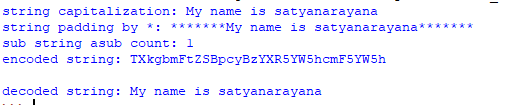 string capitalization: My name is satyanarayana
string padding by *: *******My name is satyanarayana*******
sub string asub count: 1
encoded string: TXkgbmFtZSBpcyBzYXR5YW5hcmF5YW5h
decoded string: My name is satyanarayana